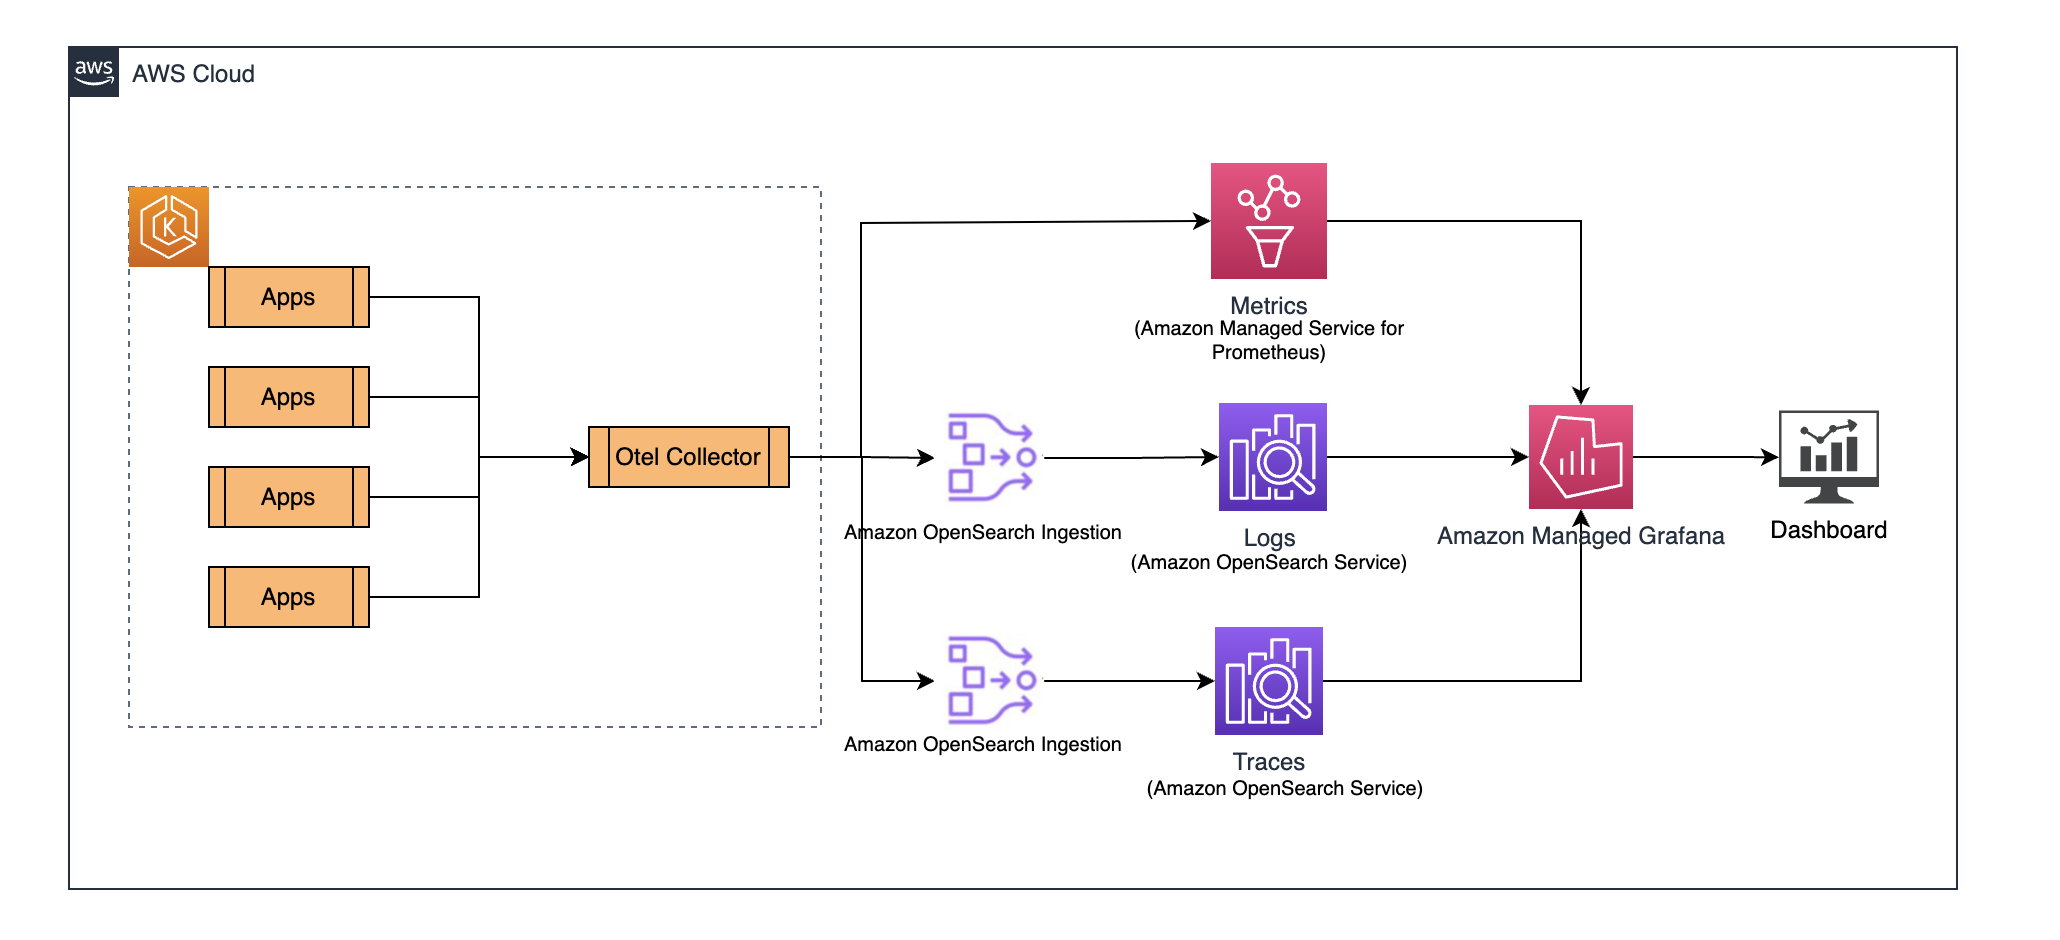 aws
AWS Cloud
K
Apps
Apps
Apps
Apps
Otel Collector
Metrics
(Amazon Managed Service for
Prometheus)
Amazon OpenSearch Ingestion
Logs
(Amazon OpenSearch Service)
Amazon Managed Grafana
Dashboard
Amazon OpenSearch Ingestion
Traces
(Amazon OpenSearch Service)